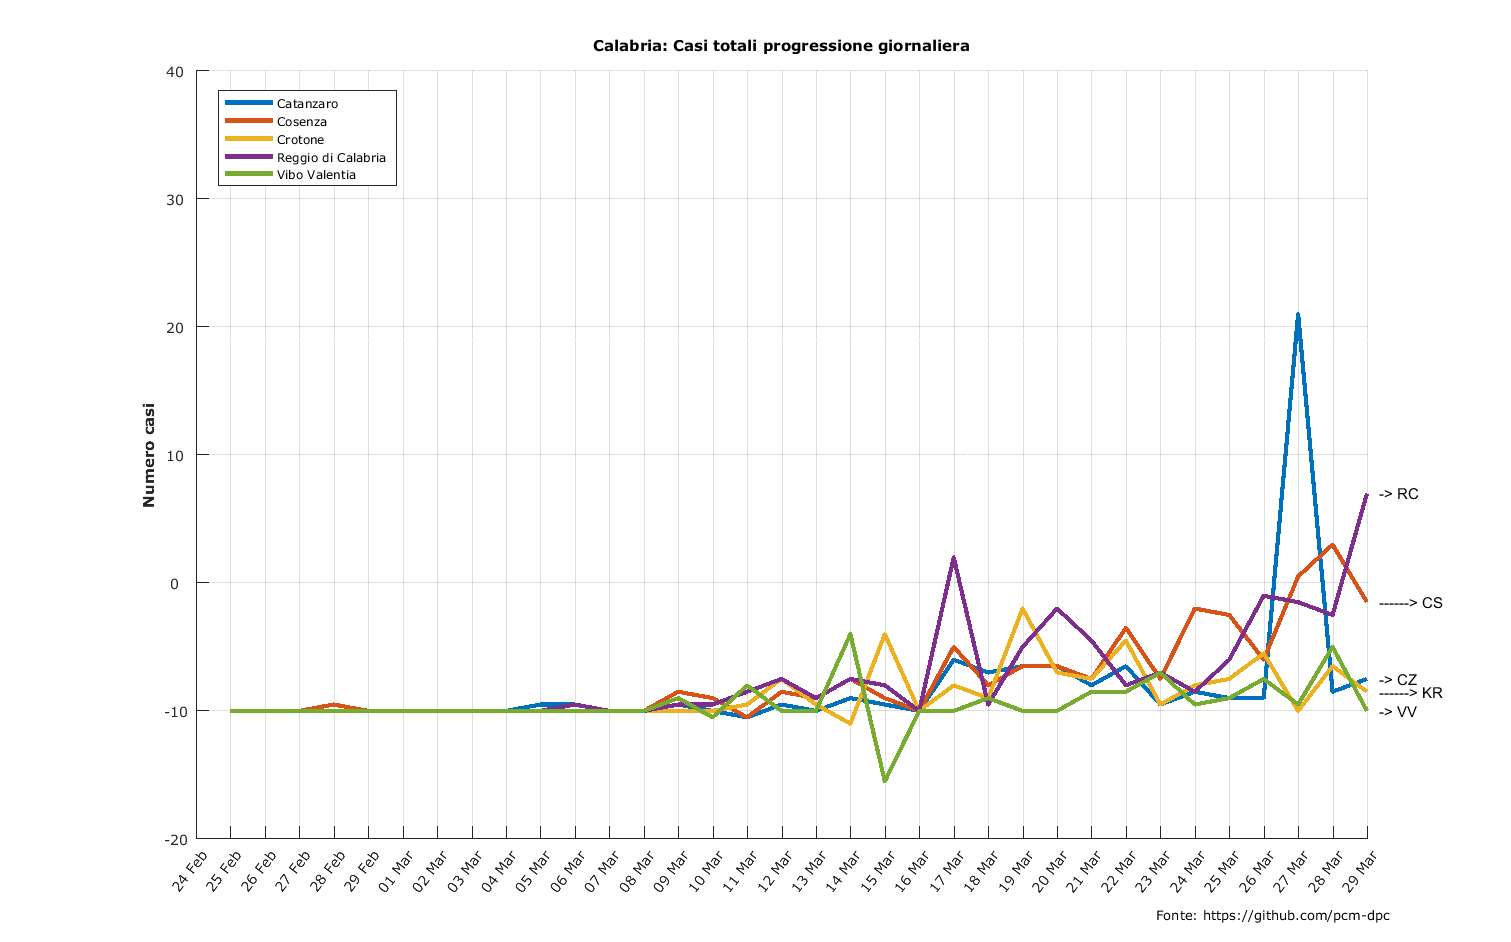 Calabria: Casi totali progressione giornaliera
Numero casi
40
30
20
10
0
-10
-20
Catanzaro
Cosenza
Crotone
Reggio di Calabria
Vibo Valentia
-> RC
------> CS
-> CZ
------> KR
-> VV
24 Feb
25 Feb
26 Feb
27 Feb
28 Feb
29 Feb
01 Mar
02 Mar
03 Mar
04 Mar
05 Mar
06 Mar
07 Mar
08 Mar
09 Mar
10 Mar
11 Mar
12 Mar
13 Mar
14 Mar
15 Mar
16 Mar
17 Mar
18 Mar
19 Mar
20 Mar
21 Mar
22 Mar
23 Mar
24 Mar
25 Mar
26 Mar
27 Mar
28 Mar
29 Mar
Fonte: https://github.com/pcm-dpc